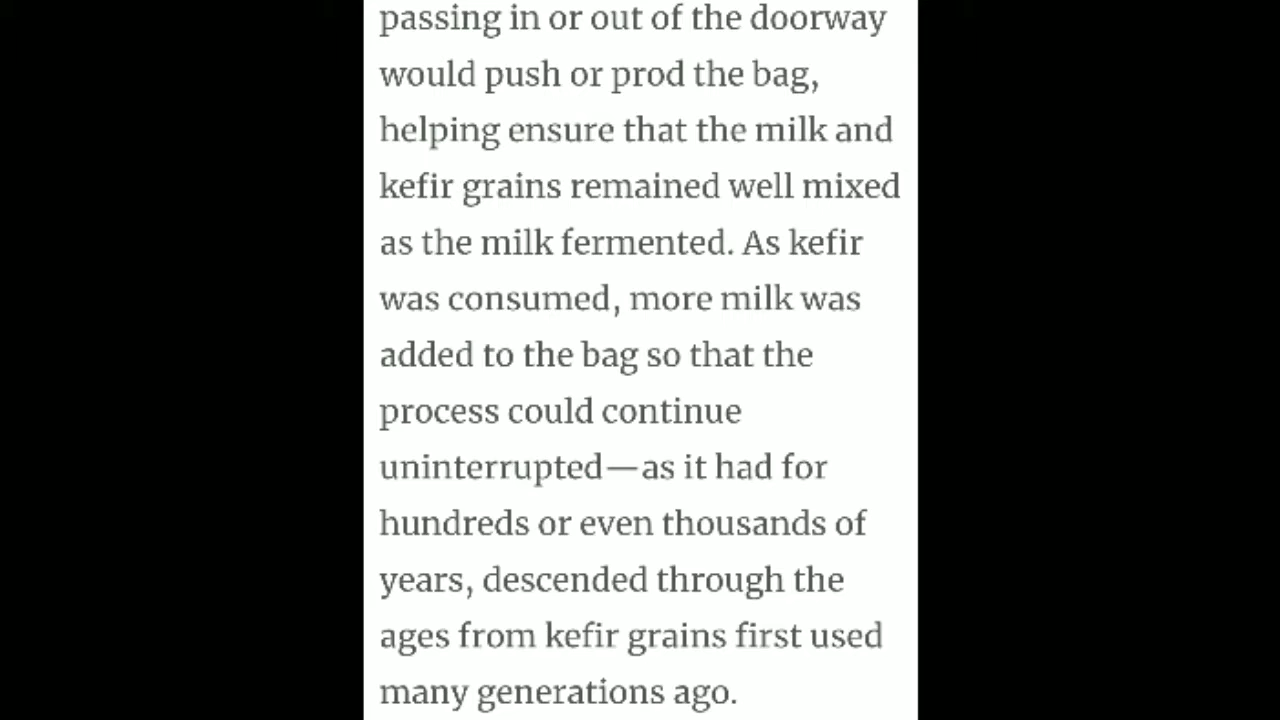 passing in or out of the doorway
would push or prod the bag,
helping ensure that the milk and
kefir grains remained well mixed
as the milk fermented. As kefir
was consumed, more milk was
added to the bag so that the
process could continue
uninterrupted—as it had for
hundreds or even thousands of
years, descended through the
ages from kefir grains first used
many generations ago.